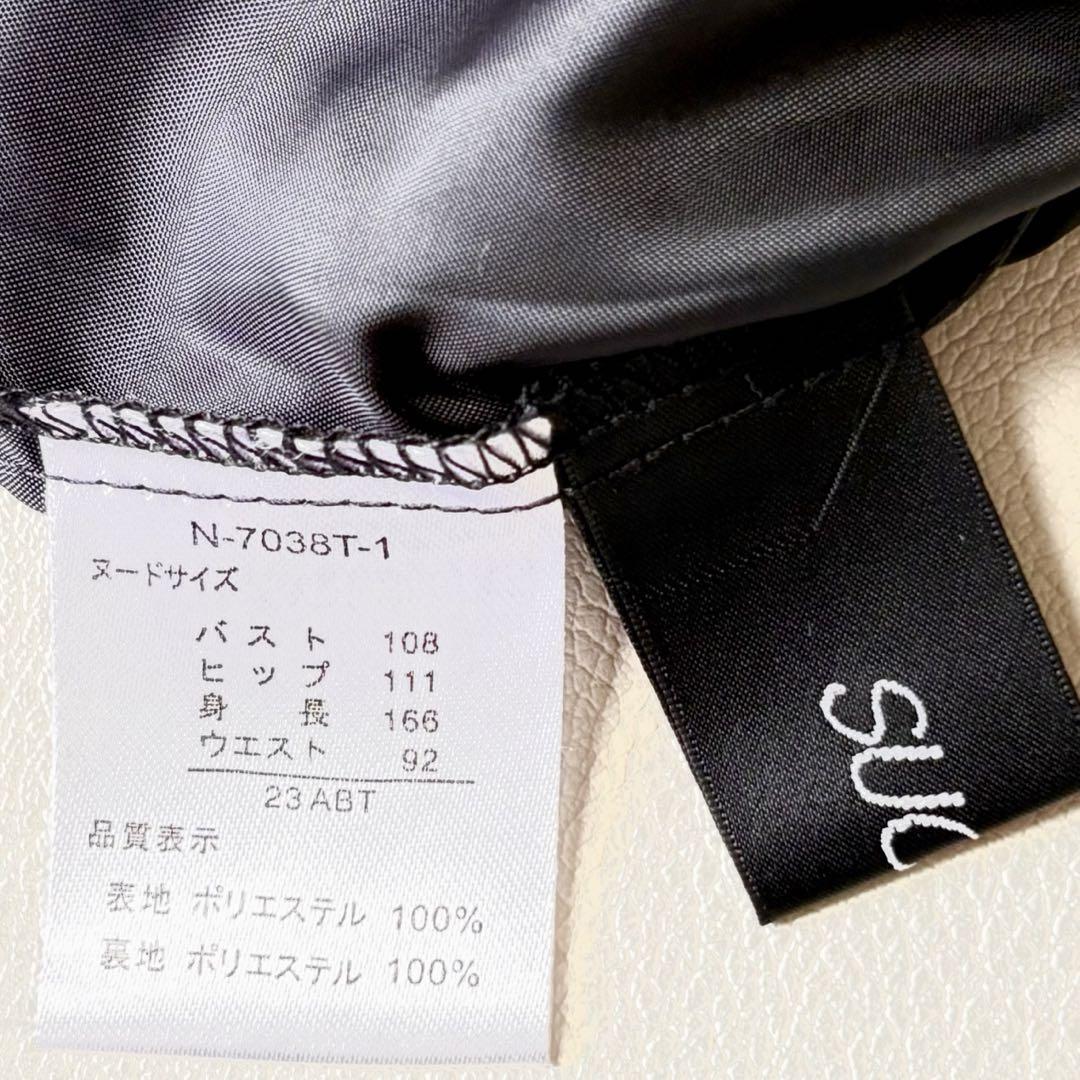 N-7038T-1
ヌードサイズ
バスト 108
ヒップ 111
身長 166
ウエスト 92
23ABT
品質表示
表地 ポリエステル 100%
裏地 ポリエステル 100%